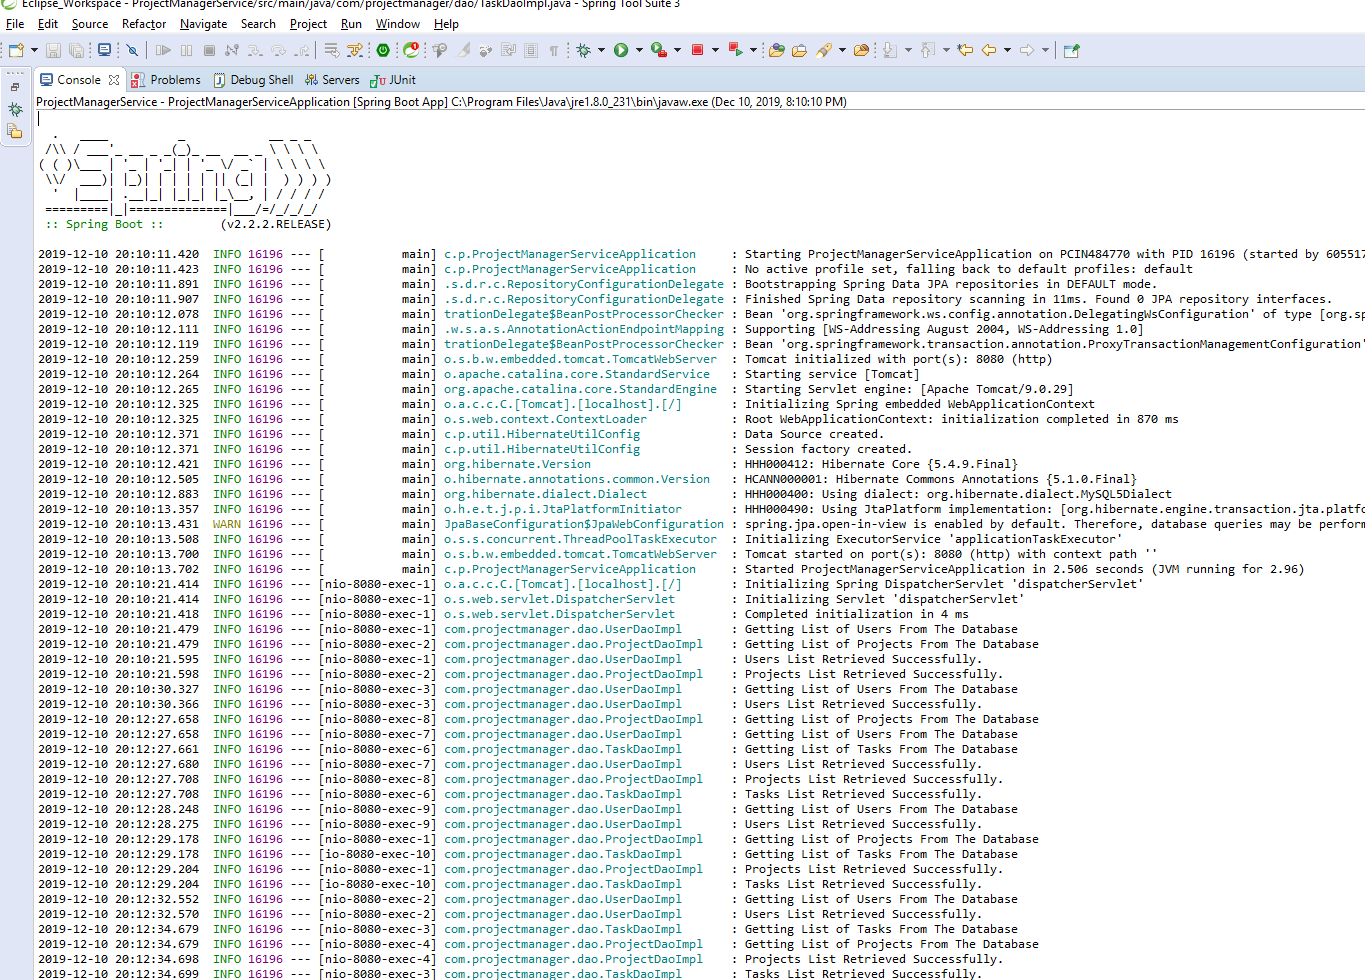 Eclipse_Workspace - ProjectManagerService/src/main/java/com/projectmanager/dao/TaskDaoImpl.java - Spring Tool Suite 3
File Edit Source Refactor Navigate Search Project Run Window Help
Console Problems Debug Shell Servers JUnit
ProjectManagerService - ProjectManagerServiceApplication [Spring Boot App] C:\Program Files\Java\jre1.8.0_231\bin\javaw.exe (Dec 10, 2019, 8:10:10 PM)
  .   ____          _            __ _ _
 /\\ / ___'_ __ _ _(_)_ __  __ _ \ \ \ \
( ( )\___ | '_ | '_| | '_ \/ _` | \ \ \ \
 \\/  ___)| |_)| | | | | || (_| |  ) ) ) )
  '  |____| .__|_| |_|_| |_\__, | / / / /
 =========|_|==============|___/=/_/_/_/
 :: Spring Boot ::        (v2.2.2.RELEASE)
2019-12-10 20:10:11.420  INFO 16196 --- [           main] c.p.ProjectManagerServiceApplication     : Starting ProjectManagerServiceApplication on PCIN484770 with PID 16196 (started by 605517
2019-12-10 20:10:11.423  INFO 16196 --- [           main] c.p.ProjectManagerServiceApplication     : No active profile set, falling back to default profiles: default
2019-12-10 20:10:11.891  INFO 16196 --- [           main] .s.d.r.c.RepositoryConfigurationDelegate : Bootstrapping Spring Data JPA repositories in DEFAULT mode.
2019-12-10 20:10:11.907  INFO 16196 --- [           main] .s.d.r.c.RepositoryConfigurationDelegate : Finished Spring Data repository scanning in 11ms. Found 0 JPA repository interfaces.
2019-12-10 20:10:12.078  INFO 16196 --- [           main] trationDelegate$BeanPostProcessorChecker : Bean 'org.springframework.ws.config.annotation.DelegatingWsConfiguration' of type [org.sp
2019-12-10 20:10:12.111  INFO 16196 --- [           main] .w.s.a.s.AnnotationActionEndpointMapping : Supporting [WS-Addressing August 2004, WS-Addressing 1.0]
2019-12-10 20:10:12.119  INFO 16196 --- [           main] trationDelegate$BeanPostProcessorChecker : Bean 'org.springframework.transaction.annotation.ProxyTransactionManagementConfiguration'
2019-12-10 20:10:12.259  INFO 16196 --- [           main] o.s.b.w.embedded.tomcat.TomcatWebServer  : Tomcat initialized with port(s): 8080 (http)
2019-12-10 20:10:12.264  INFO 16196 --- [           main] o.apache.catalina.core.StandardService   : Starting service [Tomcat]
2019-12-10 20:10:12.265  INFO 16196 --- [           main] org.apache.catalina.core.StandardEngine  : Starting Servlet engine: [Apache Tomcat/9.0.29]
2019-12-10 20:10:12.325  INFO 16196 --- [           main] o.a.c.c.C.[Tomcat].[localhost].[/]       : Initializing Spring embedded WebApplicationContext
2019-12-10 20:10:12.325  INFO 16196 --- [           main] o.s.web.context.ContextLoader            : Root WebApplicationContext: initialization completed in 870 ms
2019-12-10 20:10:12.371  INFO 16196 --- [           main] c.p.util.HibernateUtilConfig             : Data Source created.
2019-12-10 20:10:12.371  INFO 16196 --- [           main] c.p.util.HibernateUtilConfig             : Session factory created.
2019-12-10 20:10:12.421  INFO 16196 --- [           main] org.hibernate.Version                    : HHH000412: Hibernate Core {5.4.9.Final}
2019-12-10 20:10:12.505  INFO 16196 --- [           main] o.hibernate.annotations.common.Version   : HCANN000001: Hibernate Commons Annotations {5.1.0.Final}
2019-12-10 20:10:12.883  INFO 16196 --- [           main] org.hibernate.dialect.Dialect            : HHH000400: Using dialect: org.hibernate.dialect.MySQL5Dialect
2019-12-10 20:10:13.357  INFO 16196 --- [           main] o.h.e.t.j.p.i.JtaPlatformInitiator       : HHH000490: Using JtaPlatform implementation: [org.hibernate.engine.transaction.jta.platfor
2019-12-10 20:10:13.431  WARN 16196 --- [           main] JpaBaseConfiguration$JpaWebConfiguration : spring.jpa.open-in-view is enabled by default. Therefore, database queries may be perform
2019-12-10 20:10:13.508  INFO 16196 --- [           main] o.s.s.concurrent.ThreadPoolTaskExecutor  : Initializing ExecutorService 'applicationTaskExecutor'
2019-12-10 20:10:13.700  INFO 16196 --- [           main] o.s.b.w.embedded.tomcat.TomcatWebServer  : Tomcat started on port(s): 8080 (http) with context path ''
2019-12-10 20:10:13.702  INFO 16196 --- [           main] c.p.ProjectManagerServiceApplication     : Started ProjectManagerServiceApplication in 2.506 seconds (JVM running for 2.96)
2019-12-10 20:10:21.414  INFO 16196 --- [nio-8080-exec-1] o.a.c.c.C.[Tomcat].[localhost].[/]       : Initializing Spring DispatcherServlet 'dispatcherServlet'
2019-12-10 20:10:21.414  INFO 16196 --- [nio-8080-exec-1] o.s.web.servlet.DispatcherServlet        : Initializing Servlet 'dispatcherServlet'
2019-12-10 20:10:21.418  INFO 16196 --- [nio-8080-exec-1] o.s.web.servlet.DispatcherServlet        : Completed initialization in 4 ms
2019-12-10 20:10:21.479  INFO 16196 --- [nio-8080-exec-1] com.projectmanager.dao.UserDaoImpl       : Getting List of Users From The Database
2019-12-10 20:10:21.479  INFO 16196 --- [nio-8080-exec-2] com.projectmanager.dao.ProjectDaoImpl    : Getting List of Projects From The Database
2019-12-10 20:10:21.595  INFO 16196 --- [nio-8080-exec-1] com.projectmanager.dao.UserDaoImpl       : Users List Retrieved Successfully.
2019-12-10 20:10:21.598  INFO 16196 --- [nio-8080-exec-2] com.projectmanager.dao.ProjectDaoImpl    : Projects List Retrieved Successfully.
2019-12-10 20:10:30.327  INFO 16196 --- [nio-8080-exec-3] com.projectmanager.dao.UserDaoImpl       : Getting List of Users From The Database
2019-12-10 20:10:30.366  INFO 16196 --- [nio-8080-exec-3] com.projectmanager.dao.UserDaoImpl       : Users List Retrieved Successfully.
2019-12-10 20:12:27.658  INFO 16196 --- [nio-8080-exec-8] com.projectmanager.dao.ProjectDaoImpl    : Getting List of Projects From The Database
2019-12-10 20:12:27.658  INFO 16196 --- [nio-8080-exec-7] com.projectmanager.dao.UserDaoImpl       : Getting List of Users From The Database
2019-12-10 20:12:27.661  INFO 16196 --- [nio-8080-exec-6] com.projectmanager.dao.TaskDaoImpl       : Getting List of Tasks From The Database
2019-12-10 20:12:27.680  INFO 16196 --- [nio-8080-exec-7] com.projectmanager.dao.UserDaoImpl       : Users List Retrieved Successfully.
2019-12-10 20:12:27.708  INFO 16196 --- [nio-8080-exec-8] com.projectmanager.dao.ProjectDaoImpl    : Projects List Retrieved Successfully.
2019-12-10 20:12:27.708  INFO 16196 --- [nio-8080-exec-6] com.projectmanager.dao.TaskDaoImpl       : Tasks List Retrieved Successfully.
2019-12-10 20:12:28.248  INFO 16196 --- [nio-8080-exec-9] com.projectmanager.dao.UserDaoImpl       : Getting List of Users From The Database
2019-12-10 20:12:28.275  INFO 16196 --- [nio-8080-exec-9] com.projectmanager.dao.UserDaoImpl       : Users List Retrieved Successfully.
2019-12-10 20:12:29.178  INFO 16196 --- [nio-8080-exec-1] com.projectmanager.dao.ProjectDaoImpl    : Getting List of Projects From The Database
2019-12-10 20:12:29.178  INFO 16196 --- [io-8080-exec-10] com.projectmanager.dao.TaskDaoImpl       : Getting List of Tasks From The Database
2019-12-10 20:12:29.204  INFO 16196 --- [nio-8080-exec-1] com.projectmanager.dao.ProjectDaoImpl    : Projects List Retrieved Successfully.
2019-12-10 20:12:29.204  INFO 16196 --- [io-8080-exec-10] com.projectmanager.dao.TaskDaoImpl       : Tasks List Retrieved Successfully.
2019-12-10 20:12:32.552  INFO 16196 --- [nio-8080-exec-2] com.projectmanager.dao.UserDaoImpl       : Getting List of Users From The Database
2019-12-10 20:12:32.570  INFO 16196 --- [nio-8080-exec-2] com.projectmanager.dao.UserDaoImpl       : Users List Retrieved Successfully.
2019-12-10 20:12:34.679  INFO 16196 --- [nio-8080-exec-3] com.projectmanager.dao.TaskDaoImpl       : Getting List of Tasks From The Database
2019-12-10 20:12:34.679  INFO 16196 --- [nio-8080-exec-4] com.projectmanager.dao.ProjectDaoImpl    : Getting List of Projects From The Database
2019-12-10 20:12:34.698  INFO 16196 --- [nio-8080-exec-4] com.projectmanager.dao.ProjectDaoImpl    : Projects List Retrieved Successfully.
2019-12-10 20:12:34.699  INFO 16196 --- [nio-8080-exec-3] com.projectmanager.dao.TaskDaoImpl       : Tasks List Retrieved Successfully.